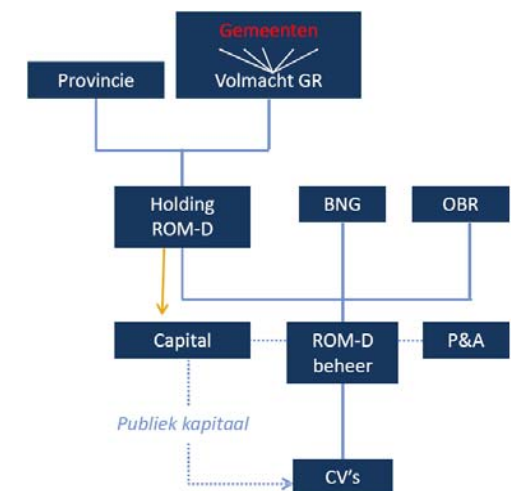 Gemeenten
Volmacht GR
Provincie
Holding
ROM-D
BNG
OBR
Capital
ROM-D
beheer
P&A
Publiek kapitaal
CV's